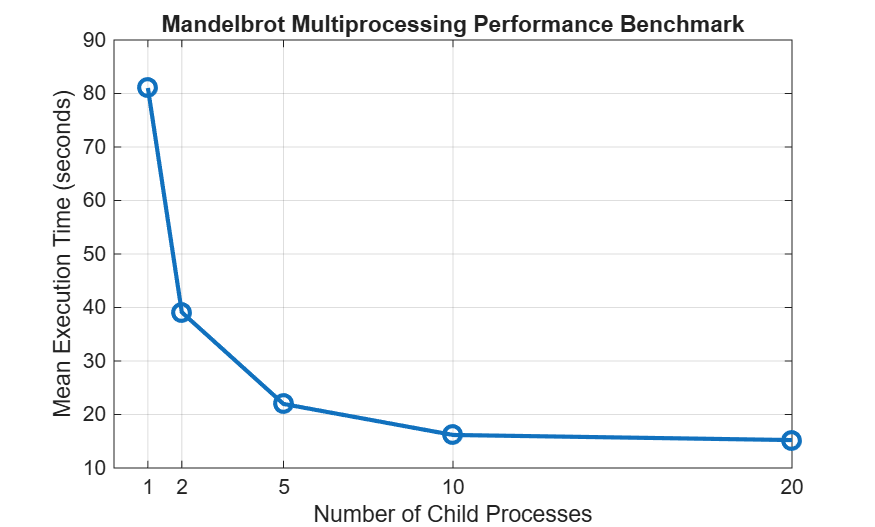 Mandelbrot Multiprocessing Performance Benchmark
90
80
70
60
50
40
30
20
10
Mean Execution Time (seconds)
1 2 5 10 20
Number of Child Processes